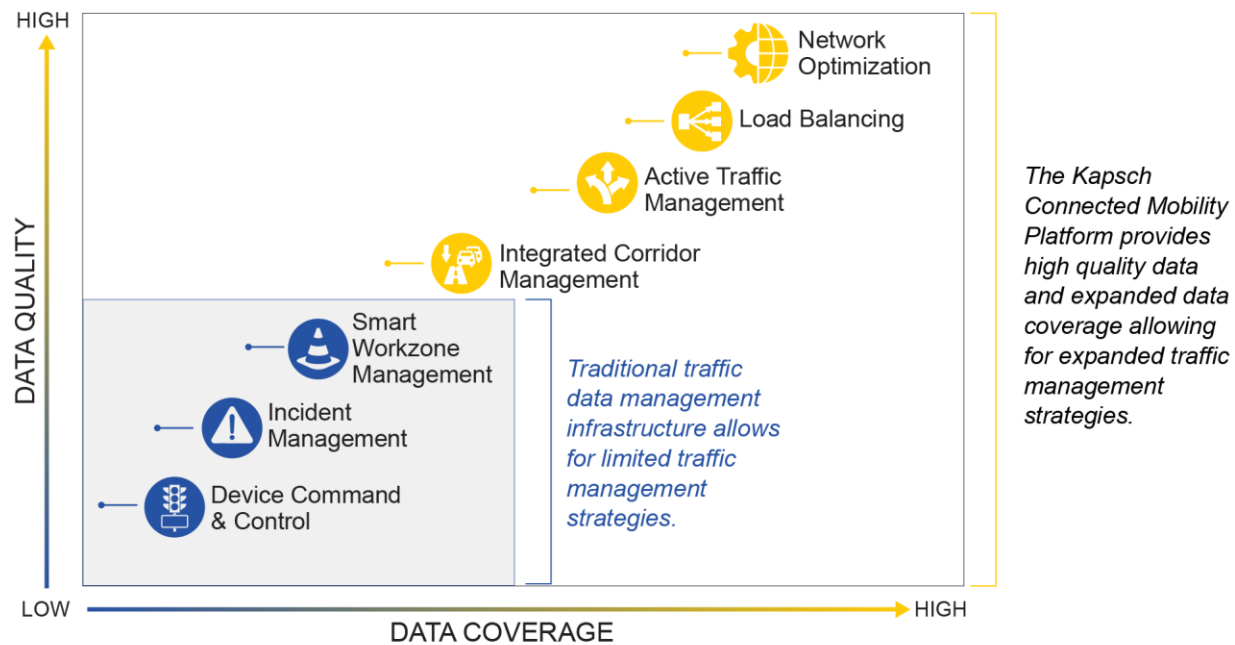 HIGH
Network
Optimization
Load Balancing
Active Traffic
Management
Integrated Corridor
Management
Smart
Workzone
Management
Incident
Management
Device Command
& Control
Traditional traffic
data management
infrastructure allows
for limited traffic
management
strategies.
The Kapsch
Connected Mobility
Platform provides
high quality data
and expanded data
coverage allowing
for expanded traffic
management
strategies.
DATA QUALITY
LOW
HIGH
DATA COVERAGE